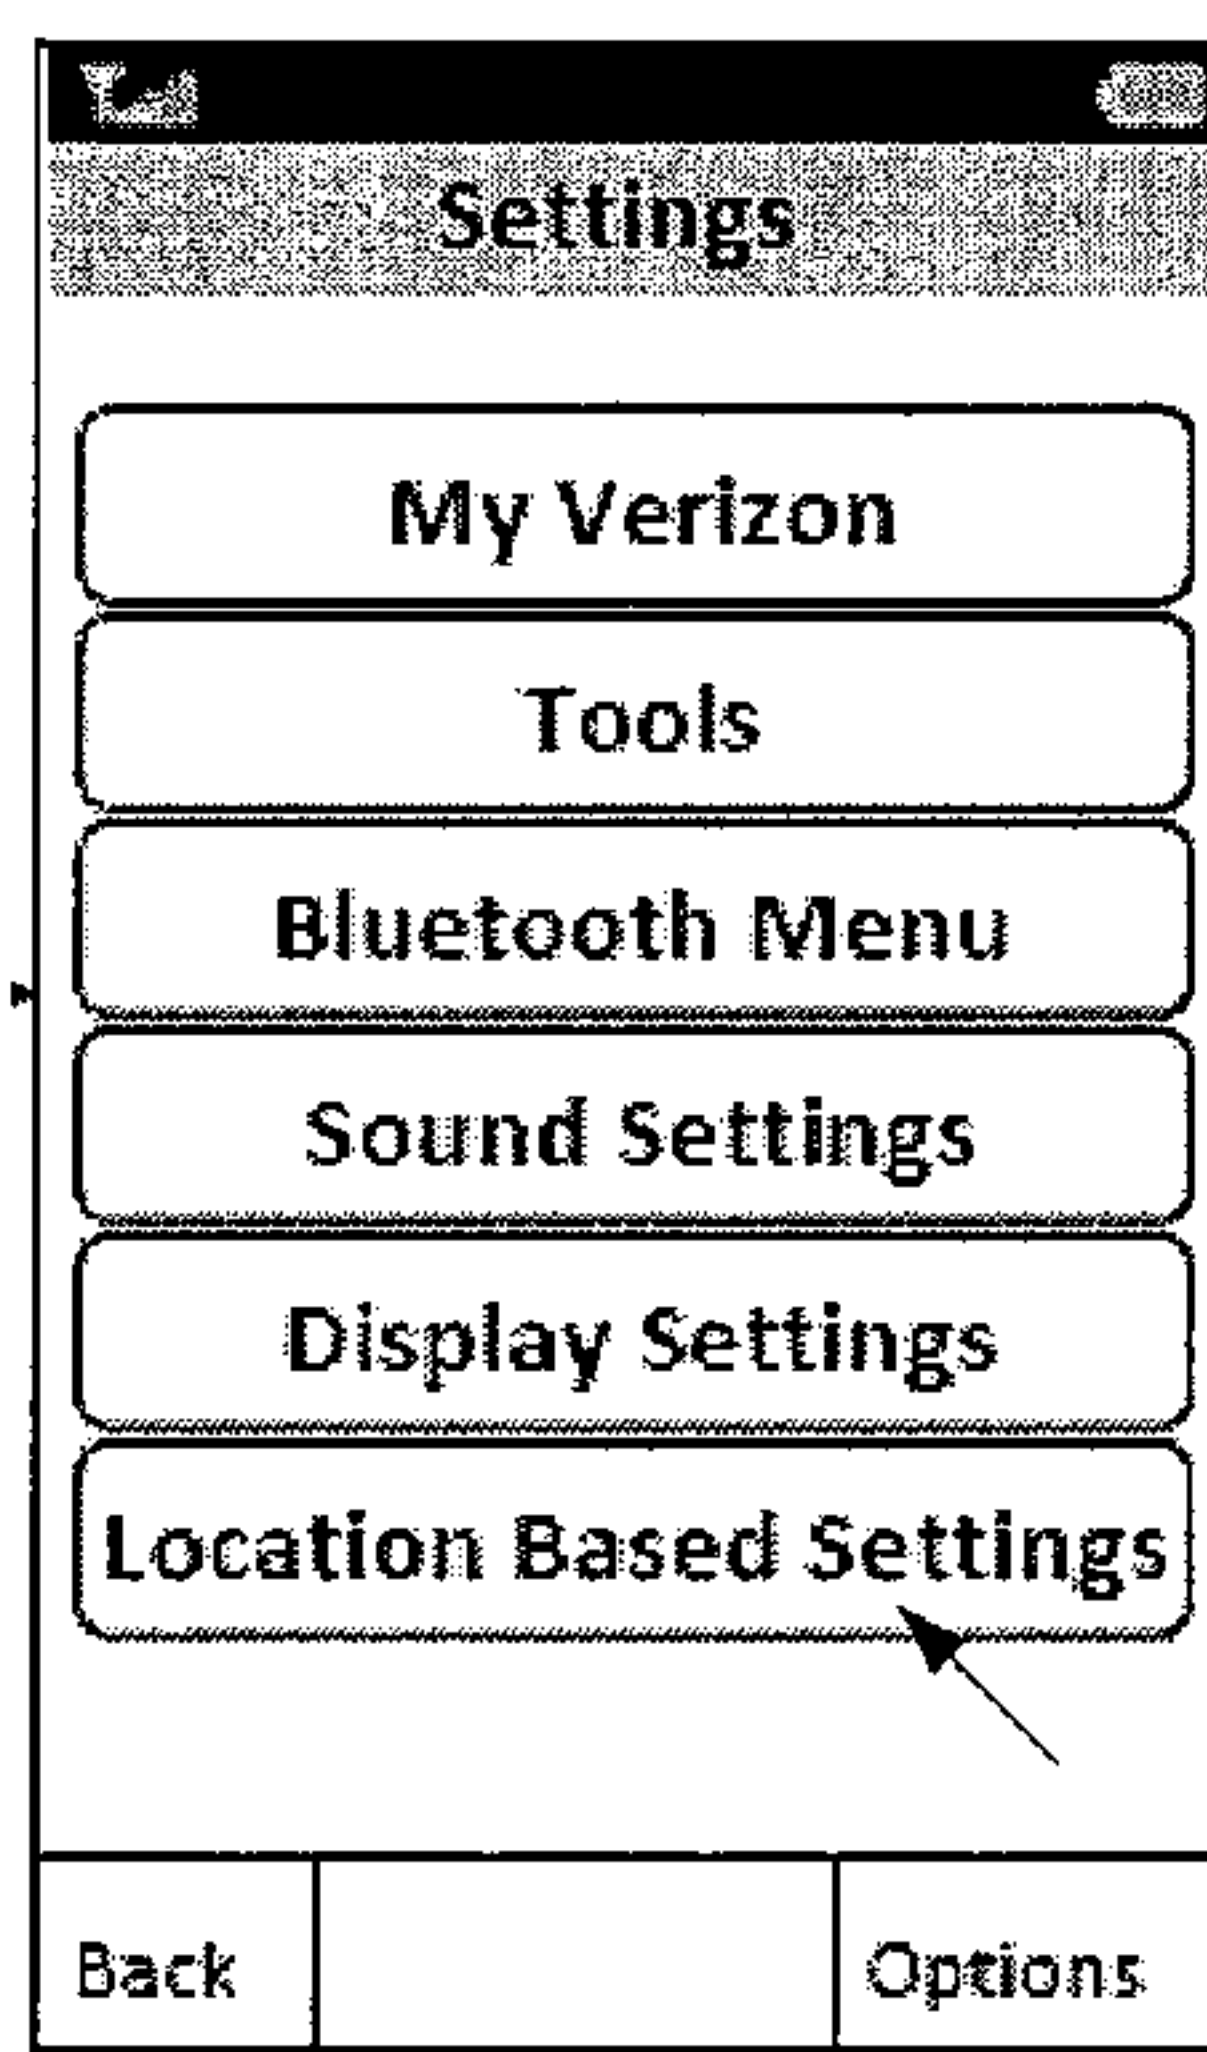 Settings
My Verizon
Tools
Bluetooth Menu
Sound Settings
Display Settings
Location Based Settings
Back
Options